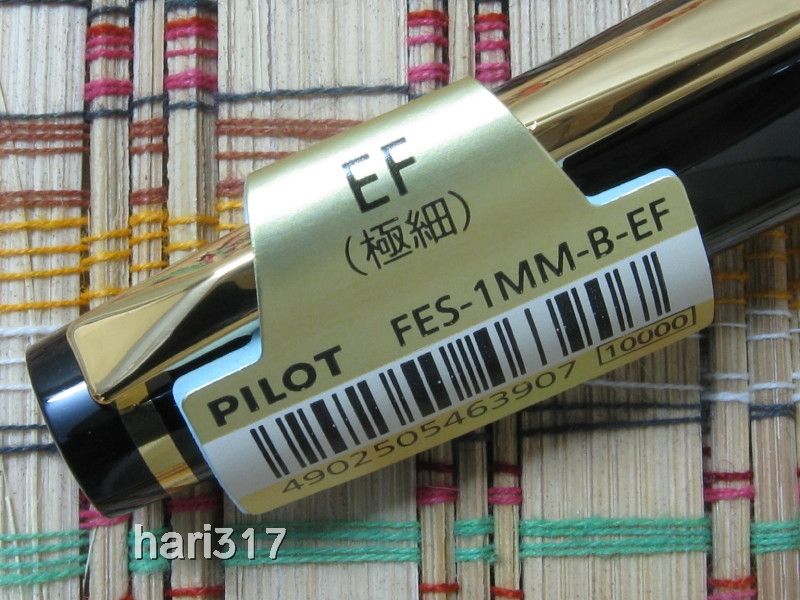 EF
(極細)
FES-1MM-B-EF
PILOT
10000
4902505463907
hari317